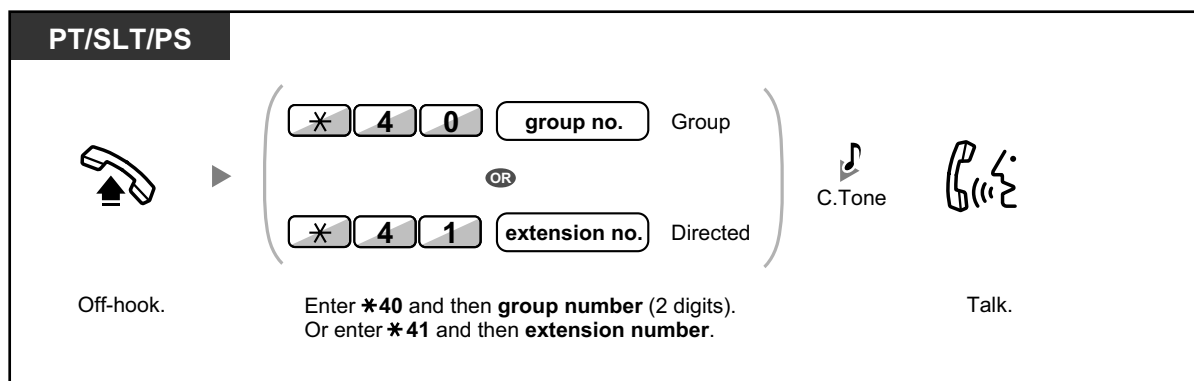 PT/SLT/PS
* 4 0 group no. Group
OR
C.Tone
* 4 1 extension no. Directed
Off-hook.
Enter *40 and then group number (2 digits).
Or enter *41 and then extension number.
Talk.